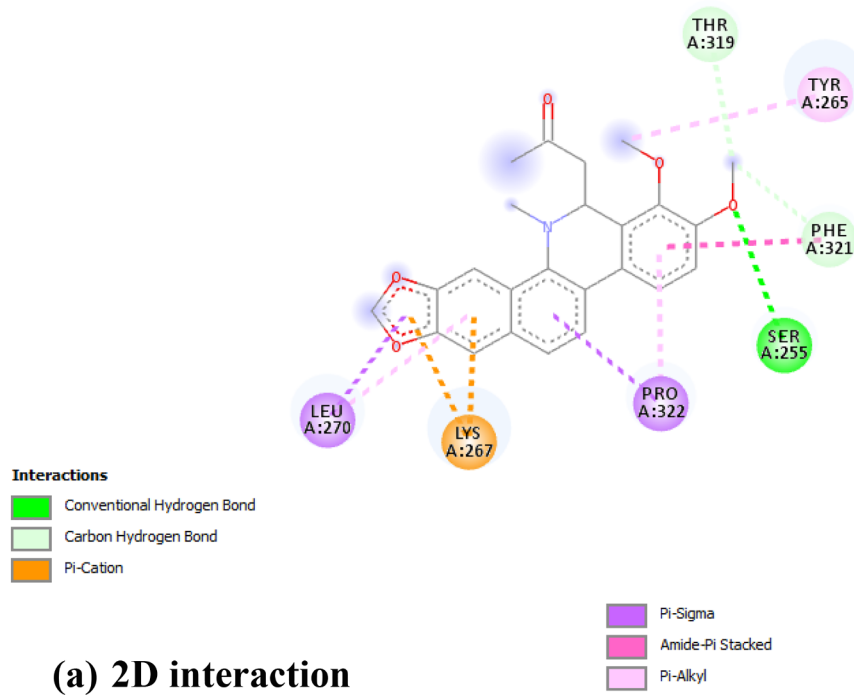 THR
A:319
TYR
A:265
O
O
O
PHE
A:321
N
O
SER
A:255
O
PRO
A:322
LEU
A:270
LYS
A:267
Interactions
Conventional Hydrogen Bond
Carbon Hydrogen Bond
Pi-Cation
Pi-Sigma
Amide-Pi Stacked
Pi-Alkyl
(a) 2D interaction